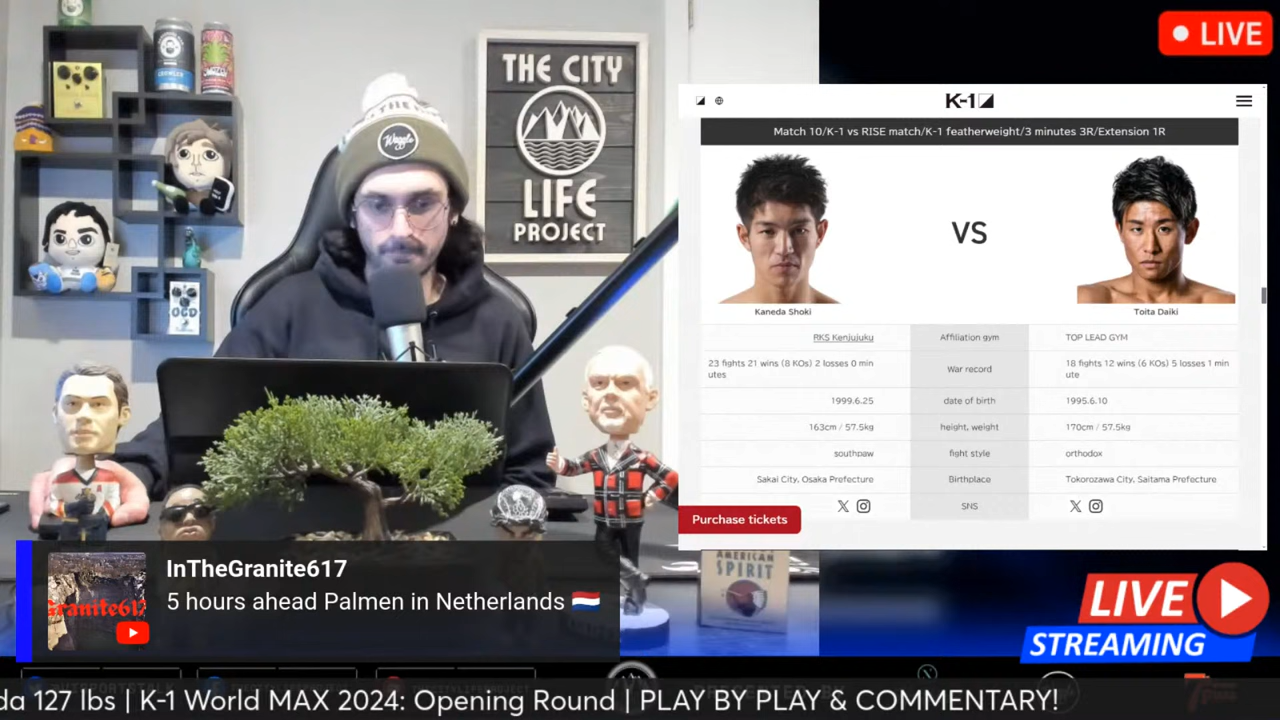 LIVE
K-1
Match 10/K-1 vs RISE match/K-1 featherweight/3 minutes 3R/Extension 1R
VS
Kaneda Shoki
Toita Daiki
RKS Kenjujuku
Affiliation gym
TOP LEAD GYM
23 fights 21 wins (8 KOs) 2 losses 0 min
utes
War record
18 fights 12 wins (6 KOs) 5 losses 1 min
ute
1999.6.25
date of birth
1995.6.10
163cm / 57.5kg
height, weight
170cm / 57.5kg
southpaw
fight style
orthodox
Sakai City, Osaka Prefecture
Birthplace
Tokorozawa City, Saitama Prefecture
SNS
Purchase tickets
THE CITY
LIFE
PROJECT
Waggle
OCD
AMERICAN
SPIRIT
InTheGranite617
5 hours ahead Palmen in Netherlands 🇳🇱
LIVE
STREAMING
da 127 lbs | K-1 World MAX 2024: Opening Round | PLAY BY PLAY & COMMENTARY!